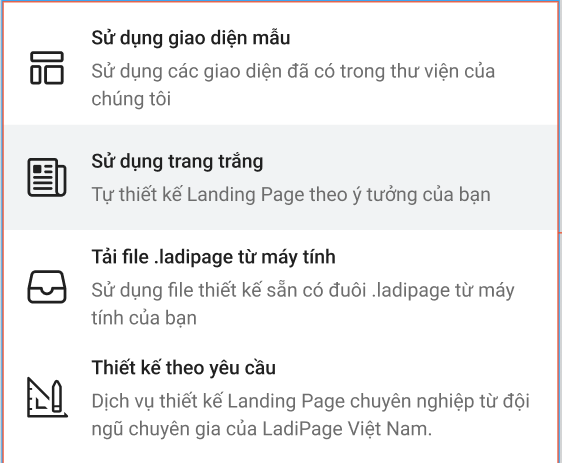 Sử dụng giao diện mẫu
Sử dụng các giao diện đã có trong thư viện của
chúng tôi
Sử dụng trang trắng
Tự thiết kế Landing Page theo ý tưởng của bạn
Tải file .ladipage từ máy tính
Sử dụng file thiết kế sẵn có đuôi .ladipage từ máy
tính của bạn
Thiết kế theo yêu cầu
Dịch vụ thiết kế Landing Page chuyên nghiệp từ đội
ngũ chuyên gia của LadiPage Việt Nam.